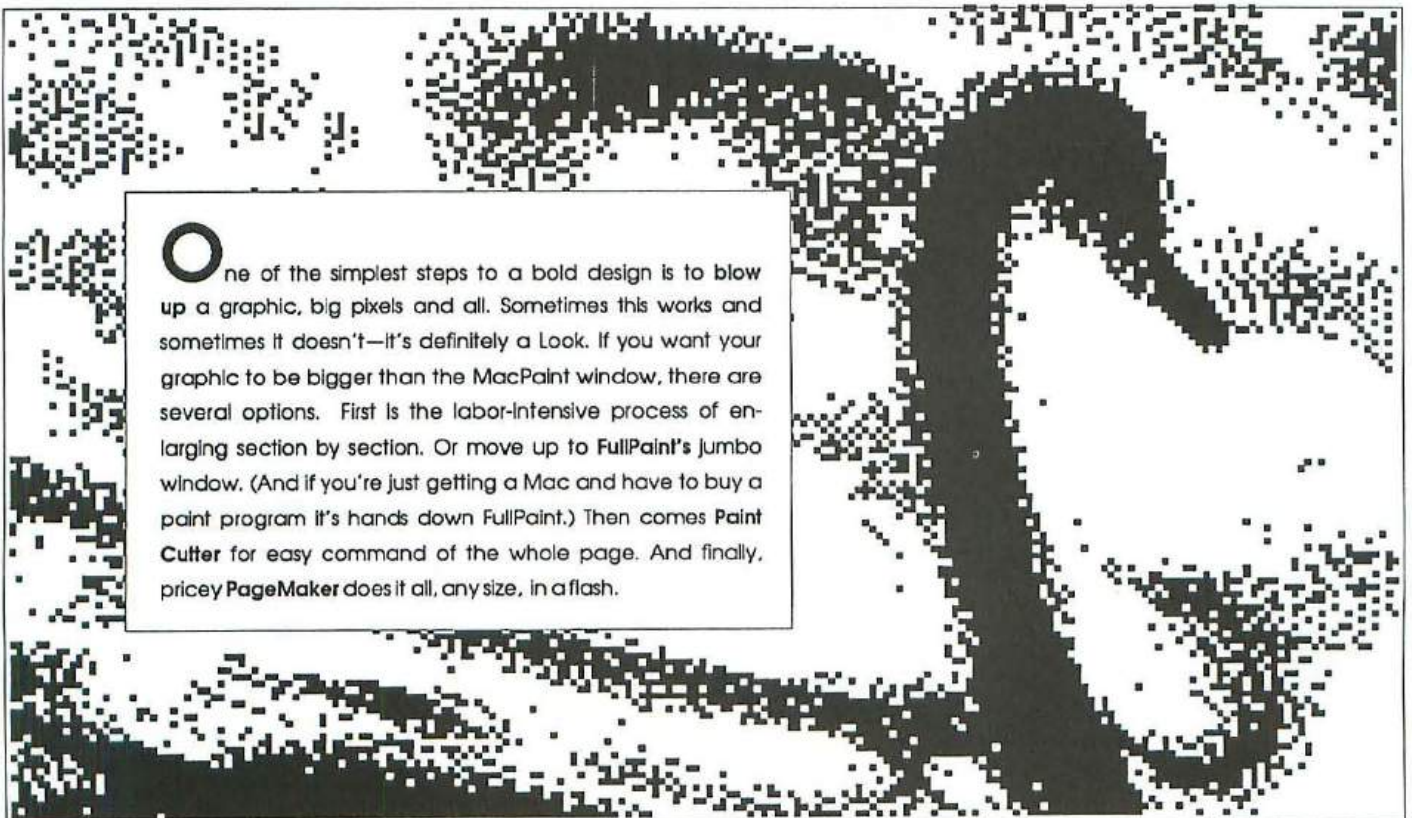 One of the simplest steps to a bold design is to blow
up a graphic, big pixels and all. Sometimes this works and
sometimes it doesn't—it's definitely a Look. If you want your
graphic to be bigger than the MacPaint window, there are
several options. First is the labor-intensive process of en-
larging section by section. Or move up to FullPaint's jumbo
window. (And if you're just getting a Mac and have to buy a
paint program it's hands down FullPaint.) Then comes Paint
Cutter for easy command of the whole page. And finally,
pricey PageMaker does it all, any size, in a flash.